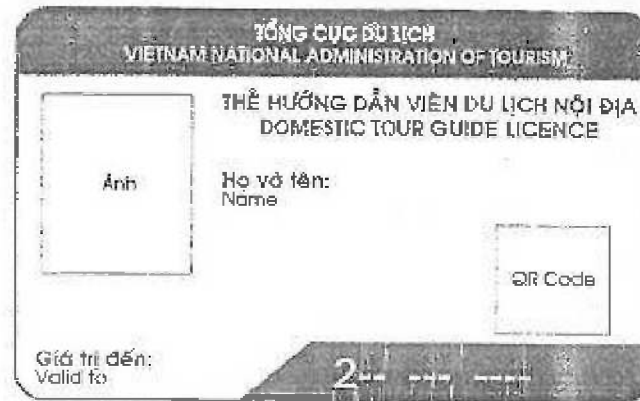 TỔNG CỤC DU LỊCH
VIETNAM NATIONAL ADMINISTRATION OF TOURISM
THẺ HƯỚNG DẪN VIÊN DU LỊCH NỘI ĐỊA
DOMESTIC TOUR GUIDE LICENCE
Ảnh
Họ và tên:
Name
QR Code
Giá trị đến:
Valid to
2-- --- ----